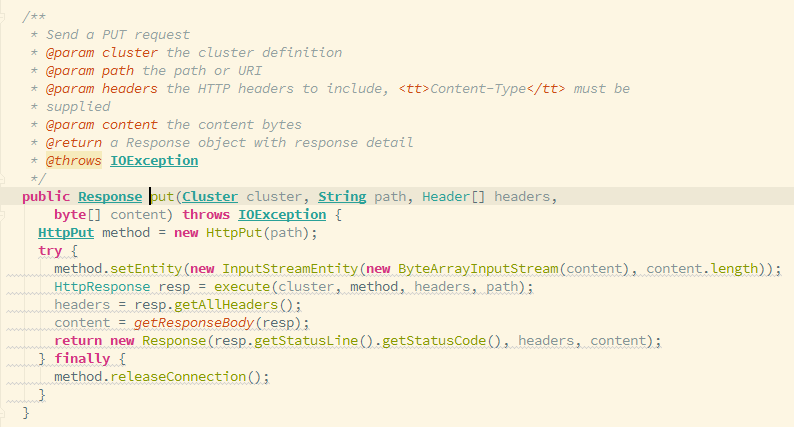 /**
 * Send a PUT request
 * @param cluster the cluster definition
 * @param path the path or URI
 * @param headers the HTTP headers to include, <tt>Content-Type</tt> must be
 * supplied
 * @param content the content bytes
 * @return a Response object with response detail
 * @throws IOException
 */
public Response put(Cluster cluster, String path, Header[] headers,
    byte[] content) throws IOException {
  HttpPut method = new HttpPut(path);
  try {
    method.setEntity(new InputStreamEntity(new ByteArrayInputStream(content), content.length));
    HttpResponse resp = execute(cluster, method, headers, path);
    headers = resp.getAllHeaders();
    content = getResponseBody(resp);
    return new Response(resp.getStatusLine().getStatusCode(), headers, content);
  } finally {
    method.releaseConnection();
  }
}